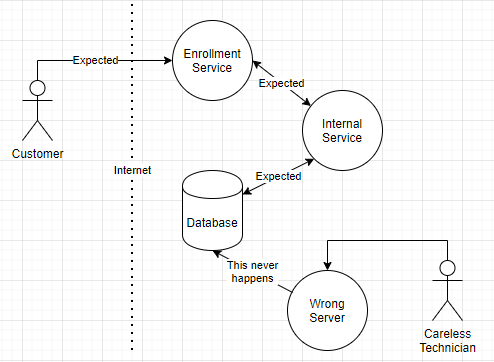 Expected
Enrollment
Service
Expected
Customer
Internal
Service
Internet
Expected
Database
This never
happens
Wrong
Server
Careless
Technician